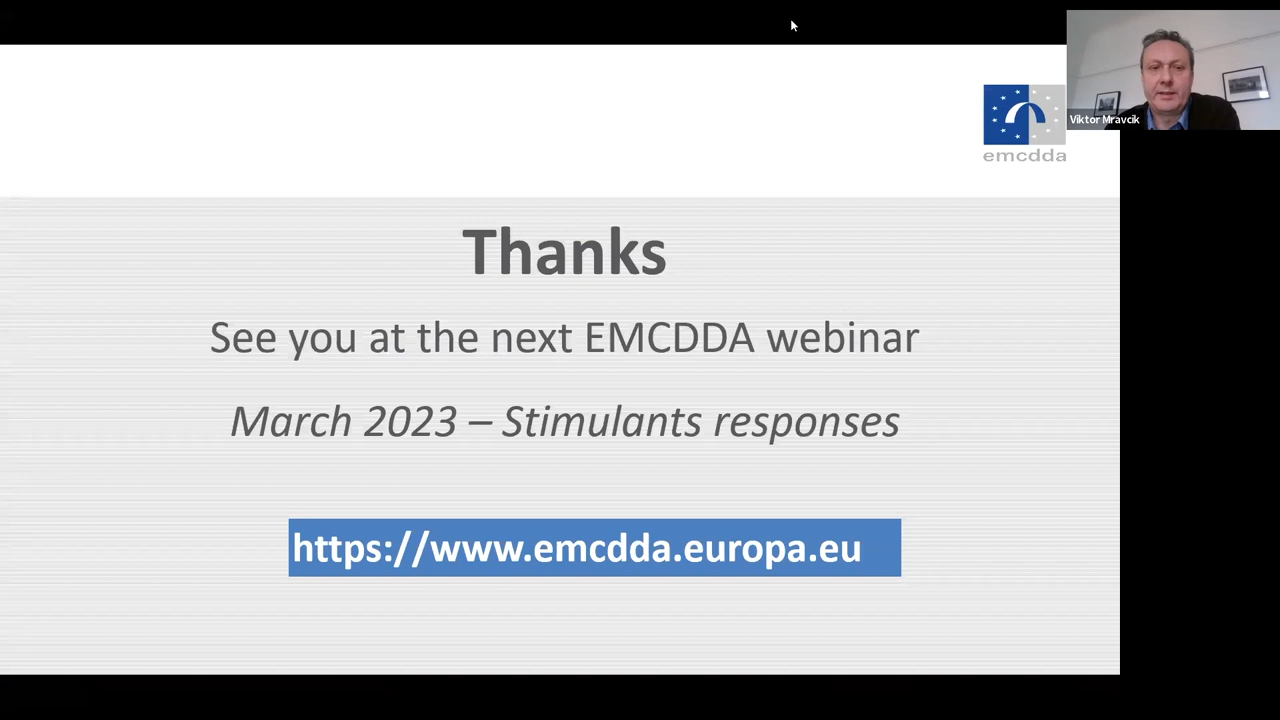 Viktor Mravcik
emcdda
Thanks
See you at the next EMCDDA webinar
March 2023 – Stimulants responses
https://www.emcdda.europa.eu